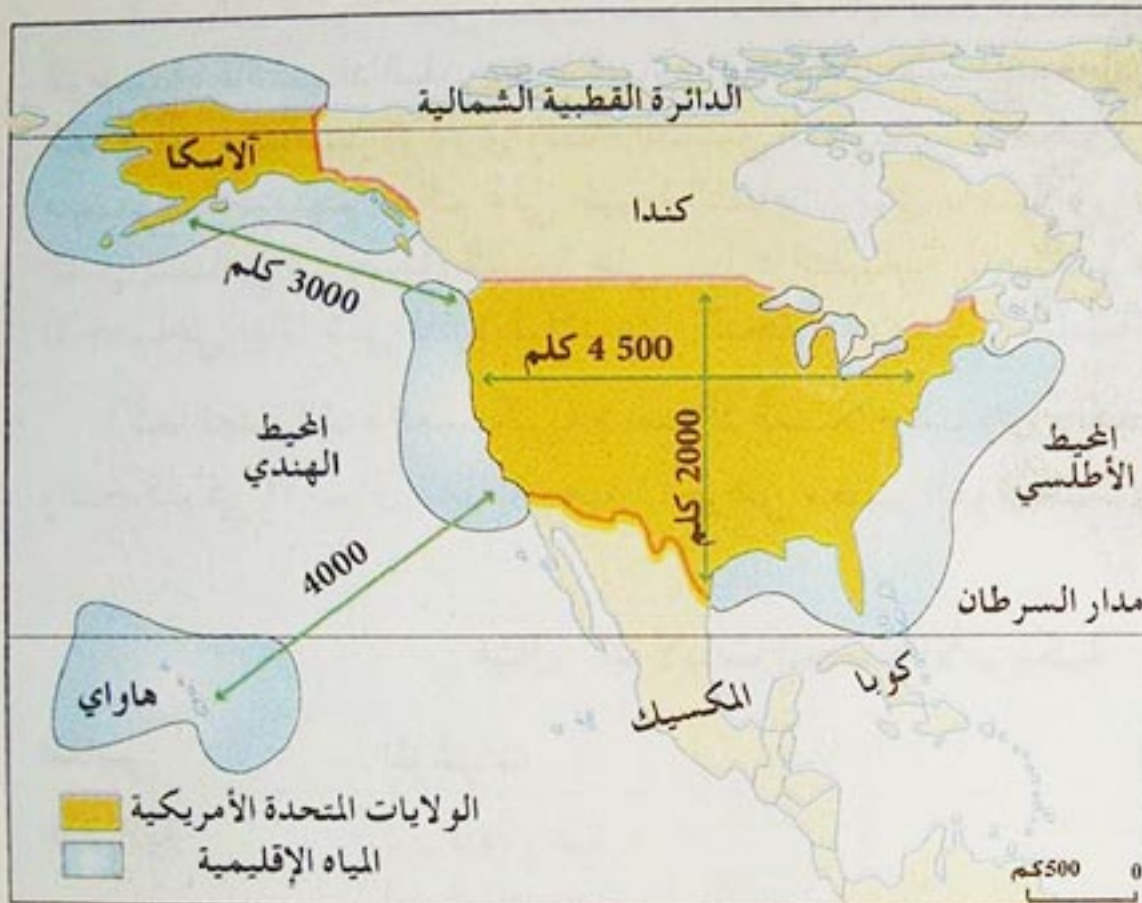 الدائرة القطبية الشمالية
آلاسكا
كندا
3000 كلم
4 500 كلم
2000 كلم
المحيط
الهندي
المحيط
الأطلسي
4000
مدار السرطان
هاواي
المكسيك
كوبا
الولايات المتحدة الأمريكية
المياه الإقليمية
500كم
0